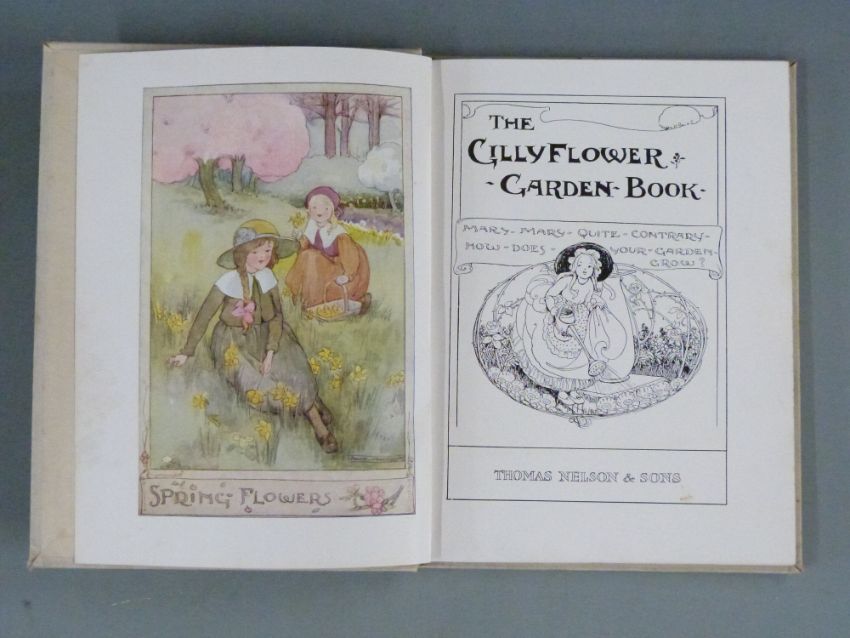 SPRING · FLOWERS
THE
GILLYFLOWER
- GARDEN - BOOK -
MARY - MARY - QUITE - CONTRARY -
HOW - DOES - YOUR - GARDEN -
GROW ?
THOMAS NELSON & SONS